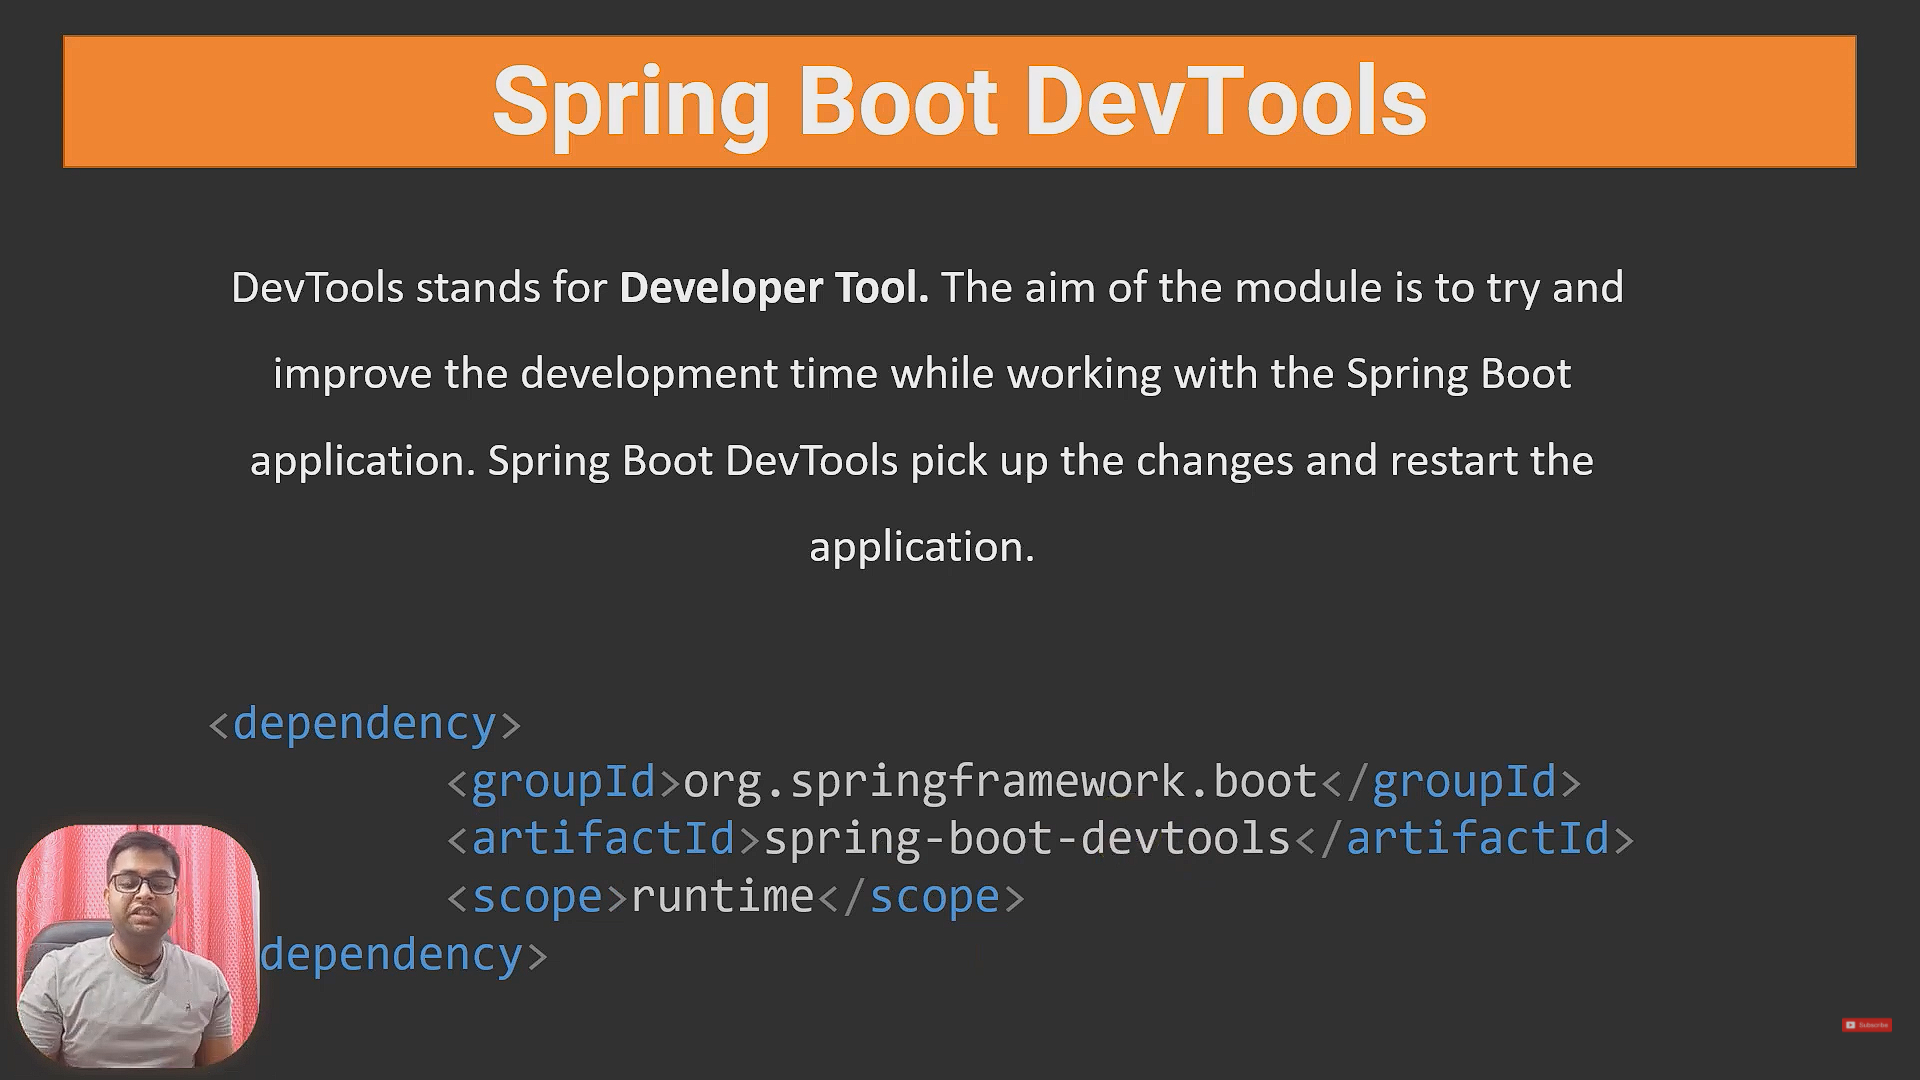 Spring Boot DevTools
DevTools stands for Developer Tool. The aim of the module is to try and
improve the development time while working with the Spring Boot
application. Spring Boot DevTools pick up the changes and restart the
application.
<dependency>
<groupId>org.springframework.boot</groupId>
<artifactId>spring-boot-devtools</artifactId>
<scope>runtime</scope>
dependency>
Subscribe